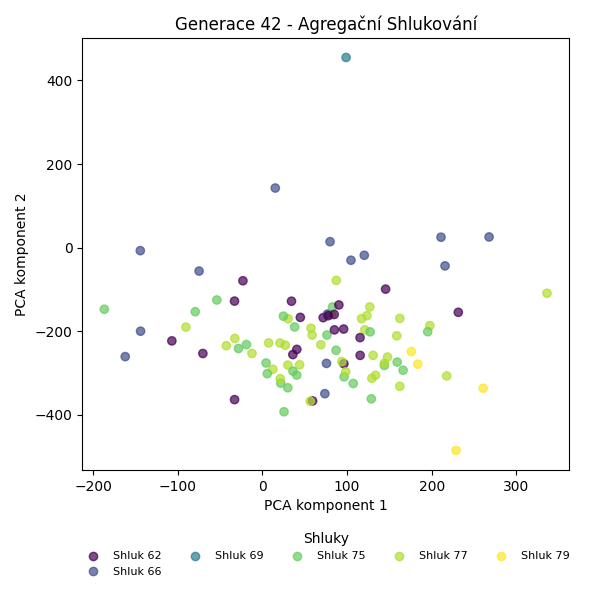 Generace 42 - Agregační Shlukování
PCA komponent 2
400
200
0
−200
−400
−200 −100 0 100 200 300
PCA komponent 1
Shluky
Shluk 62 Shluk 69 Shluk 75 Shluk 77 Shluk 79
Shluk 66